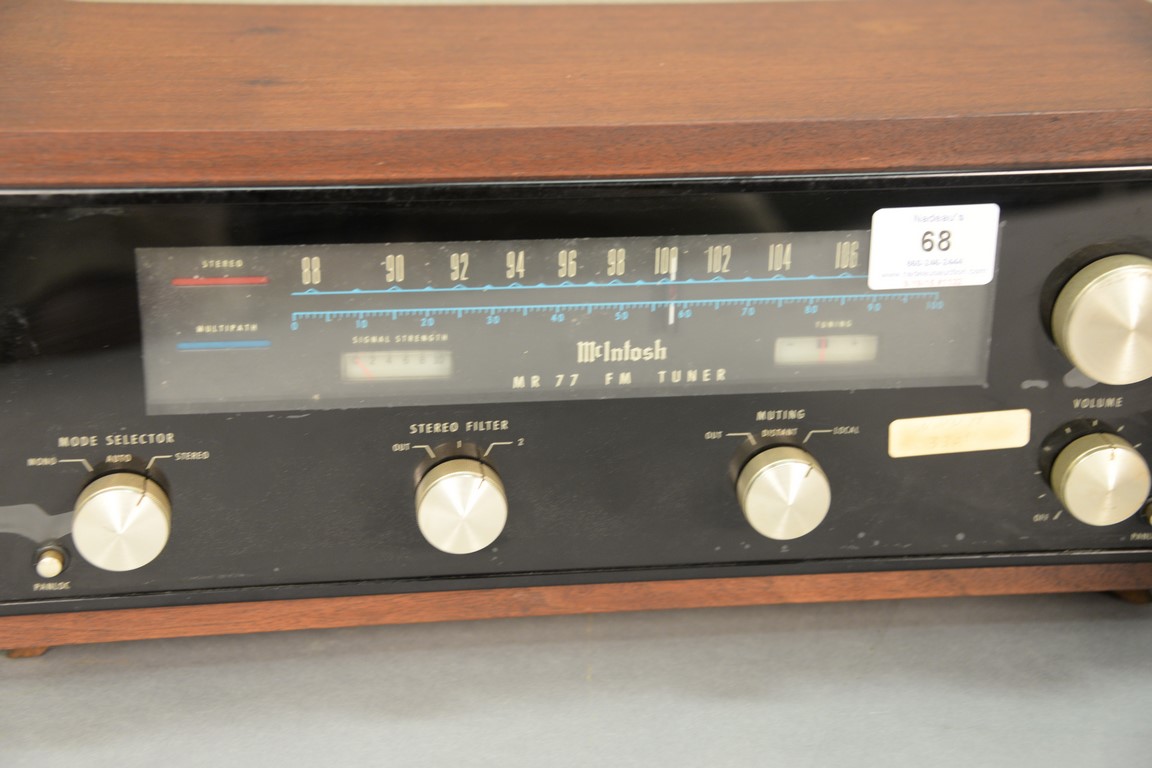 STEREO
88 90 92 94 96 98 100 102 104 106
Nadeau's
68
MULTIPATH
0 10 20 30 40 50 60 70 80 90 100
SIGNAL STRENGTH
TUNING
McIntosh
MR 77 FM TUNER
MODE SELECTOR
MONO AUTO STEREO
STEREO FILTER
OUT 1 2
MUTING
OUT DISTANT LOCAL
VOLUME
OFF
PANLOC